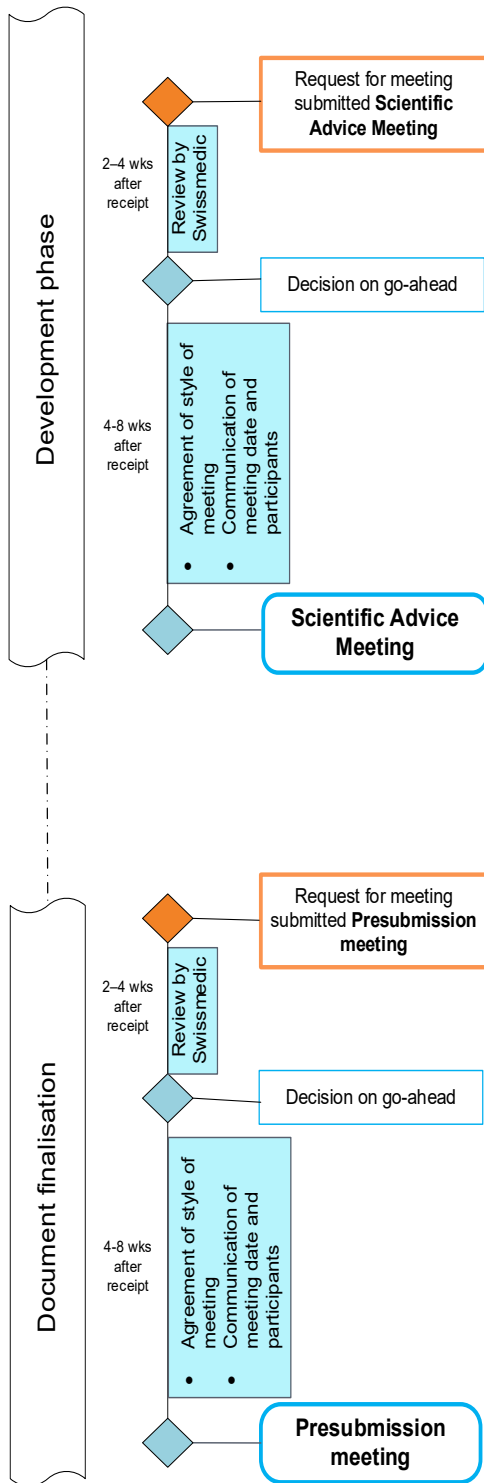 Development phase
Request for meeting
submitted Scientific
Advice Meeting
2–4 wks
after
receipt
Review by
Swissmedic
Decision on go-ahead
4-8 wks
after
receipt
• Agreement of style of
meeting
• Communication of
meeting date and
participants
Scientific Advice
Meeting
Document finalisation
Request for meeting
submitted Presubmission
meeting
2–4 wks
after
receipt
Review by
Swissmedic
Decision on go-ahead
4-8 wks
after
receipt
• Agreement of style of
meeting
• Communication of
meeting date and
participants
Presubmission
meeting